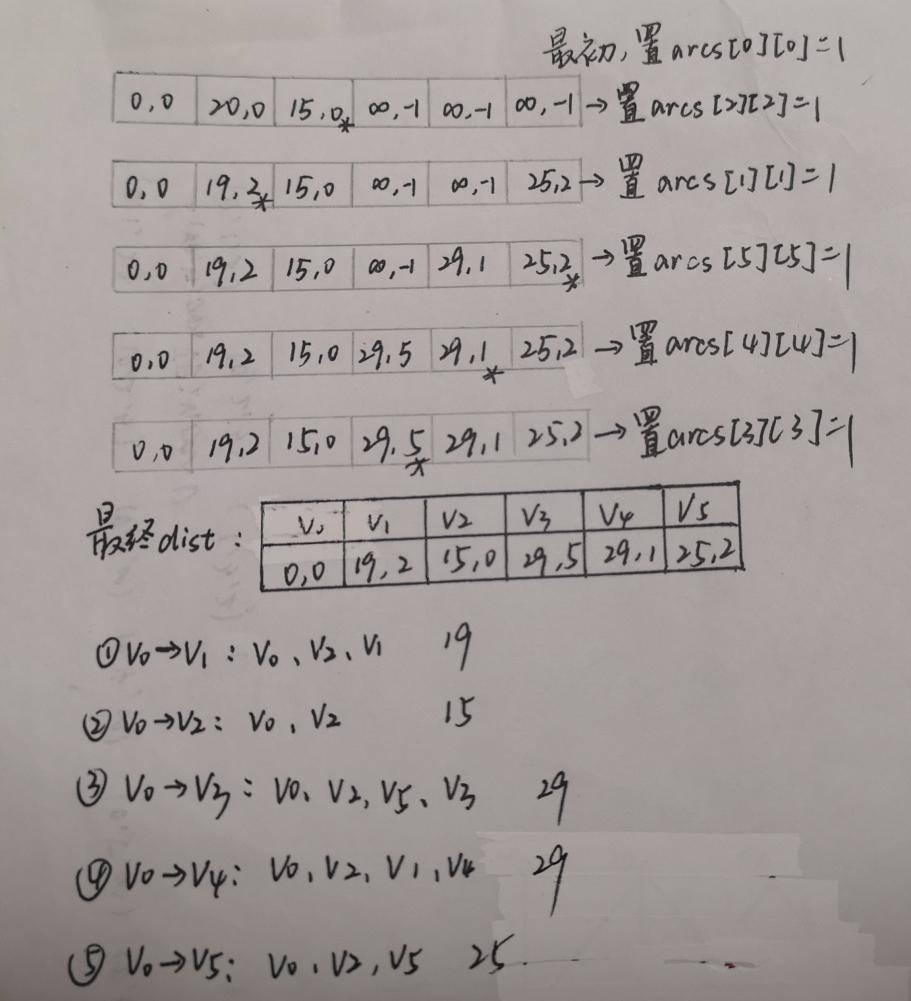 最初,置arcs[0][0]=1
0,0 20,0 15,0* ∞,-1 ∞,-1 ∞,-1 →置arcs[2][2]=1
0,0 19,2* 15,0 ∞,-1 ∞,-1 25,2 →置arcs[1][1]=1
0,0 19,2 15,0 ∞,-1 29,1 25,2* →置arcs[5][5]=1
0,0 19,2 15,0 29,5 29,1* 25,2 →置arcs[4][4]=1
0,0 19,2 15,0 29,5* 29,1 25,2 →置arcs[3][3]=1
最终dist: V0 V1 V2 V3 V4 V5
0,0 19,2 15,0 29,5 29,1 25,2
①V0→V1:V0、V2、V1 19
②V0→V2:V0、V2 15
③V0→V3:V0、V2、V5、V3 29
④V0→V4:V0、V2、V1、V4 29
⑤V0→V5:V0、V2、V5 25